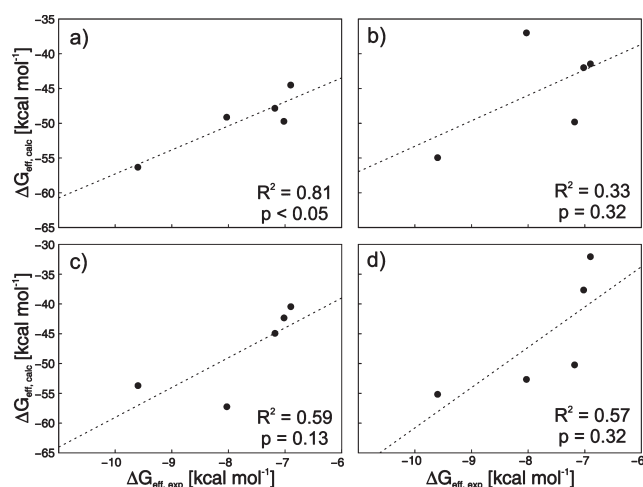 a)
−35
−40
−45
−50
−55
−60
−65
ΔG_eff, calc [kcal mol⁻¹]
R² = 0.81
p < 0.05
b)
R² = 0.33
p = 0.32
c)
−30
−35
−40
−45
−50
−55
−60
−65
ΔG_eff, calc [kcal mol⁻¹]
R² = 0.59
p = 0.13
−10 −9 −8 −7 −6
ΔG_eff, exp [kcal mol⁻¹]
d)
R² = 0.57
p = 0.32
−10 −9 −8 −7 −6
ΔG_eff, exp [kcal mol⁻¹]